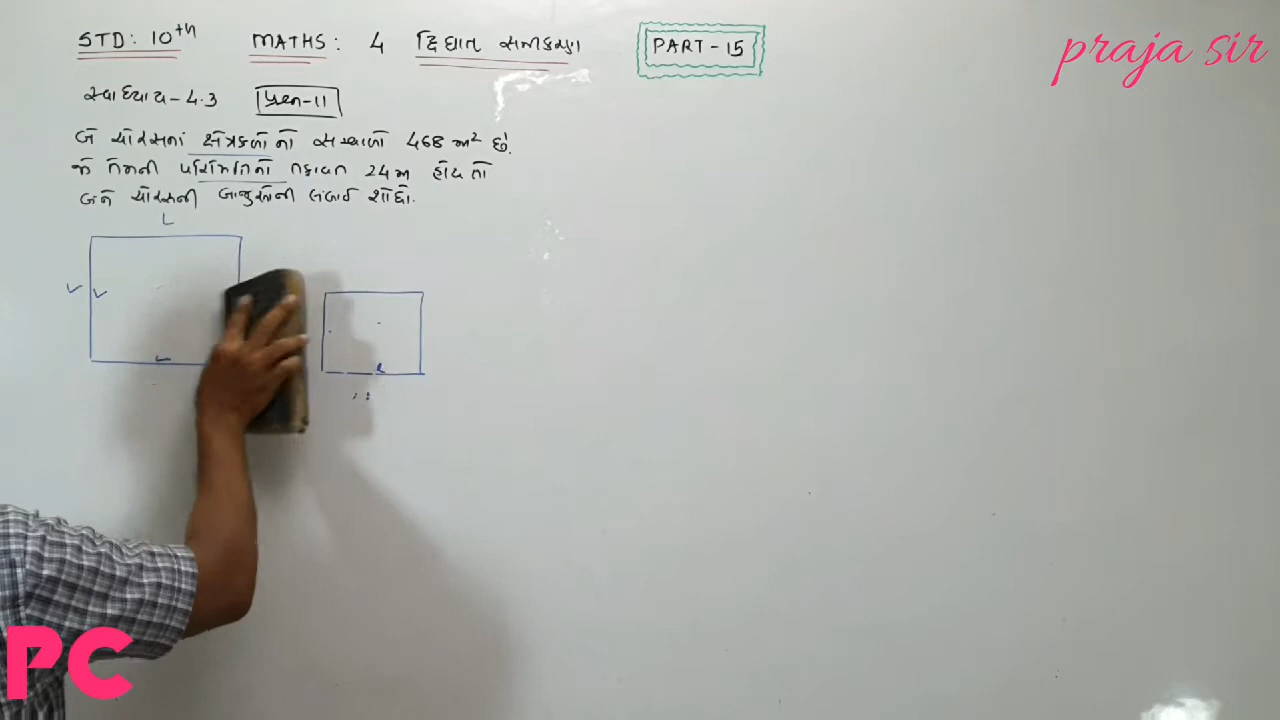 STD: 10th MATHS: 4 દ્વિઘાત સમીકરણ PART-15
praja sir
સ્વાધ્યાય-4.3 પ્રશ્ન-11
બે ચોરસનાં ક્ષેત્રફળોનો સરવાળો 468 m² છે.
જો તેમની પરિમિતિનો તફાવત 24 m હોય તો
બંને ચોરસની બાજુઓની લંબાઈ શોધો.
L
PC